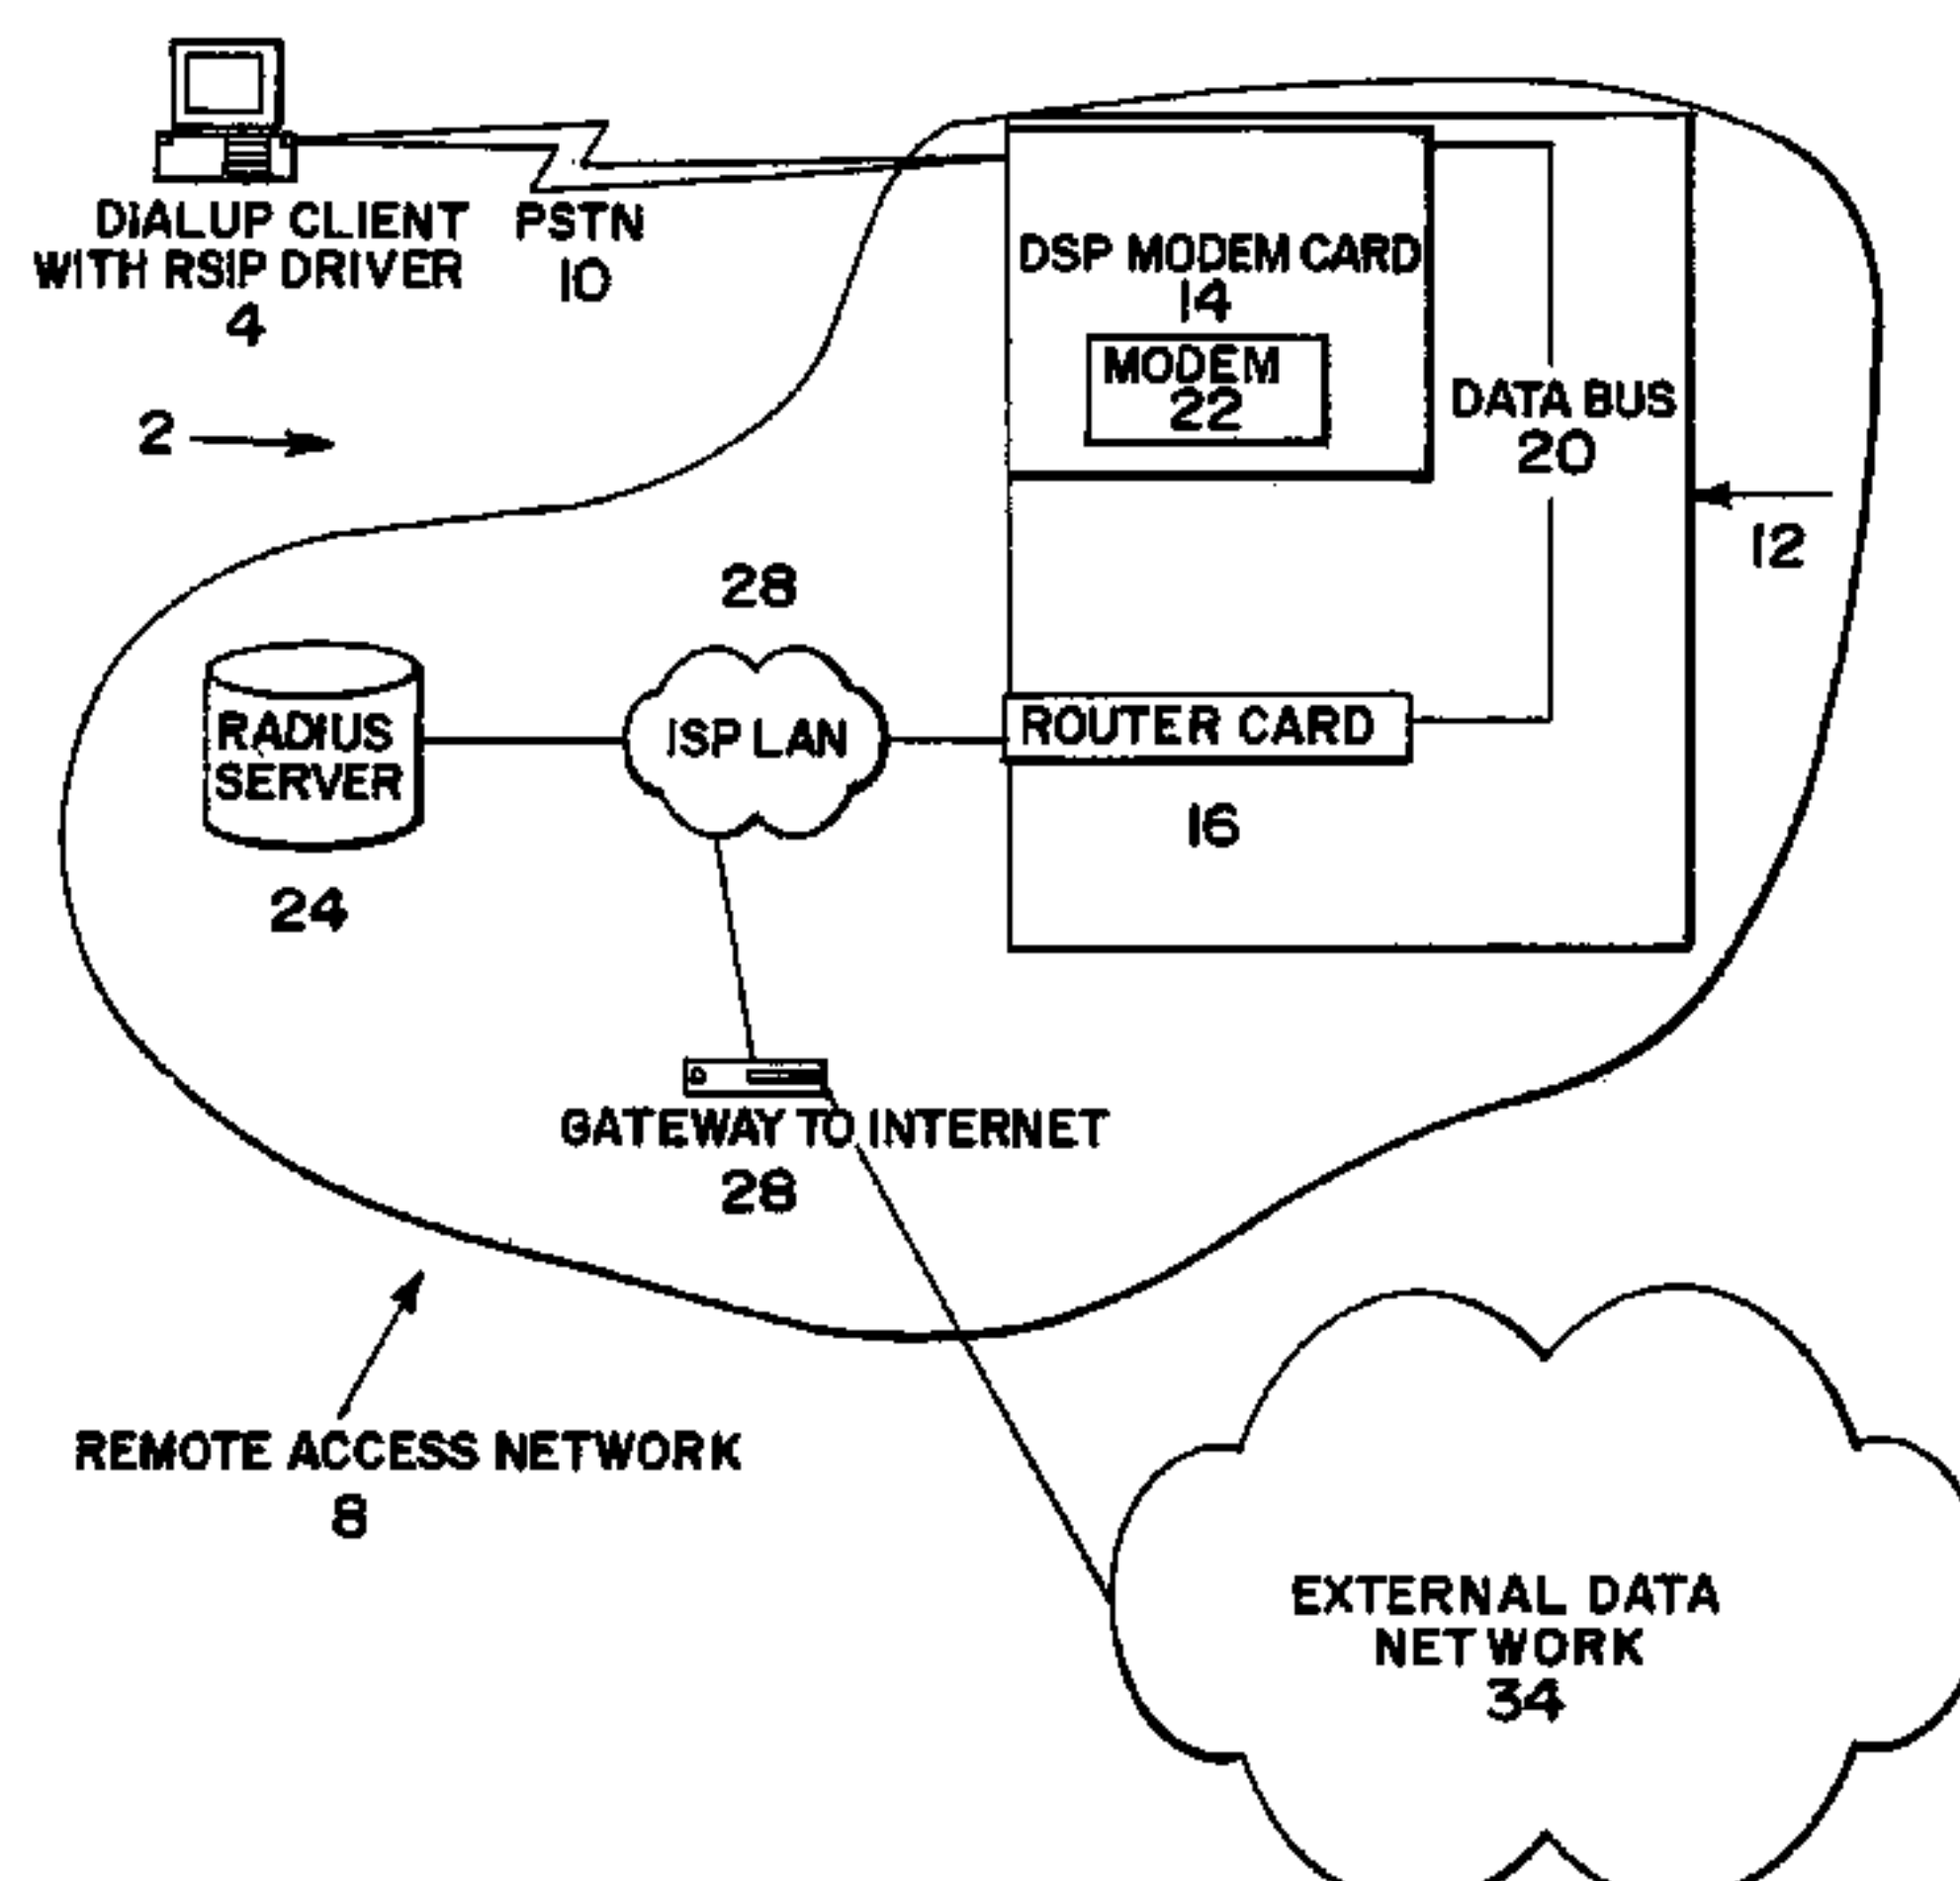 DIALUP CLIENT
WITH RSIP DRIVER
4
PSTN
10
2
DSP MODEM CARD
14
MODEM
22
DATA BUS
20
12
28
RADIUS
SERVER
24
ISP LAN
ROUTER CARD
16
GATEWAY TO INTERNET
28
REMOTE ACCESS NETWORK
8
EXTERNAL DATA
NETWORK
34